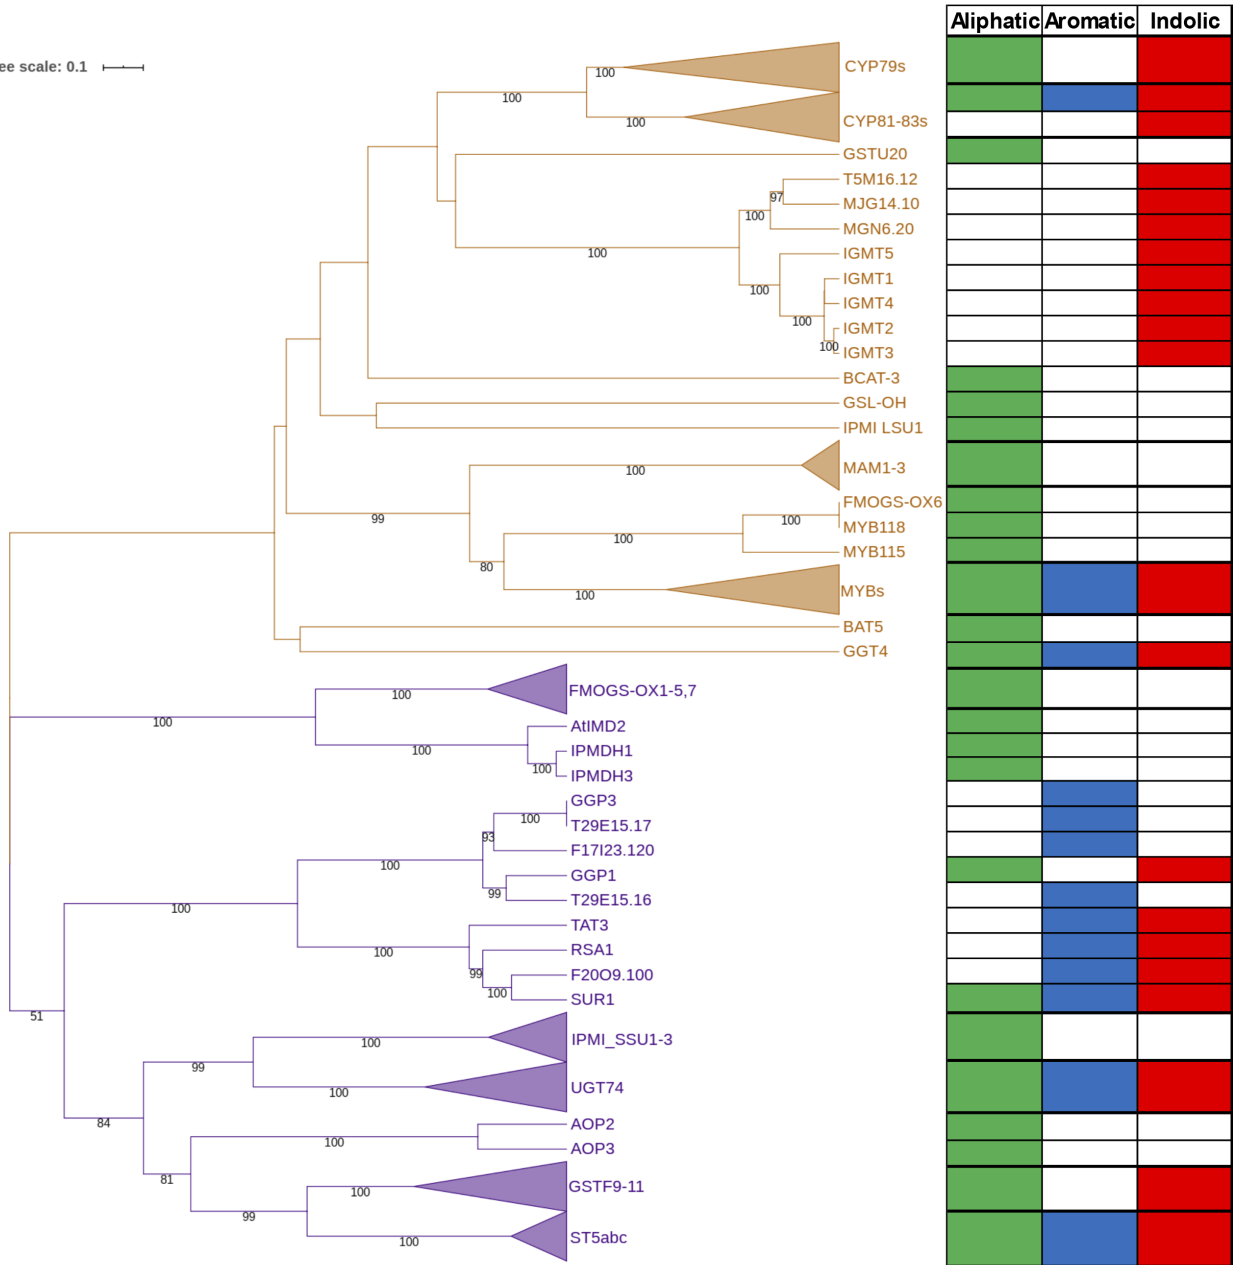 Aliphatic Aromatic Indolic
ee scale: 0.1
CYP79s
100
100
CYP81-83s
100
GSTU20
T5M16.12
97
MJG14.10
100
MGN6.20
100
IGMT5
IGMT1
100
IGMT4
100
IGMT2
100
IGMT3
BCAT-3
GSL-OH
IPMI LSU1
MAM1-3
100
FMOGS-OX6
99
100
MYB118
100
MYB115
80
MYBs
100
BAT5
GGT4
FMOGS-OX1-5,7
100
100
AtIMD2
100
IPMDH1
100
IPMDH3
GGP3
100
T29E15.17
93
F17I23.120
100
GGP1
99
T29E15.16
100
TAT3
100
RSA1
99
F20O9.100
100
SUR1
51
IPMI_SSU1-3
100
99
UGT74
100
84
AOP2
100
AOP3
81
GSTF9-11
100
99
ST5abc
100